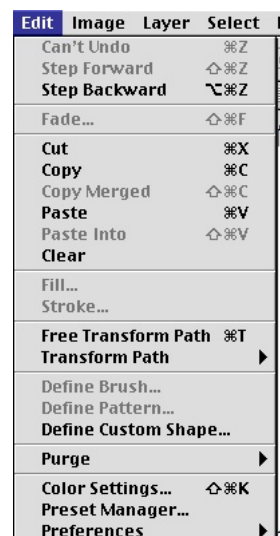 Edit Image Layer Select
Can't Undo ⌘Z
Step Forward ⇧⌘Z
Step Backward ⌥⌘Z
Fade... ⇧⌘F
Cut ⌘X
Copy ⌘C
Copy Merged ⇧⌘C
Paste ⌘V
Paste Into ⇧⌘V
Clear
Fill...
Stroke...
Free Transform Path ⌘T
Transform Path
Define Brush...
Define Pattern...
Define Custom Shape...
Purge
Color Settings... ⇧⌘K
Preset Manager...
Preferences